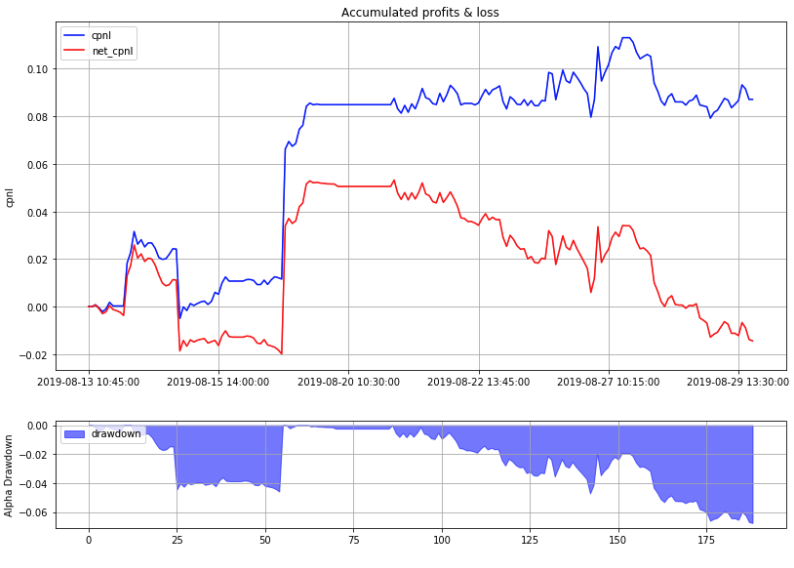 Accumulated profits & loss
cpnl
net_cpnl
0.10
0.08
0.06
0.04
0.02
0.00
−0.02
cpnl
2019-08-13 10:45:00 2019-08-15 14:00:00 2019-08-20 10:30:00 2019-08-22 13:45:00 2019-08-27 10:15:00 2019-08-29 13:30:00
drawdown
0.00
−0.02
−0.04
−0.06
Alpha Drawdown
0 25 50 75 100 125 150 175